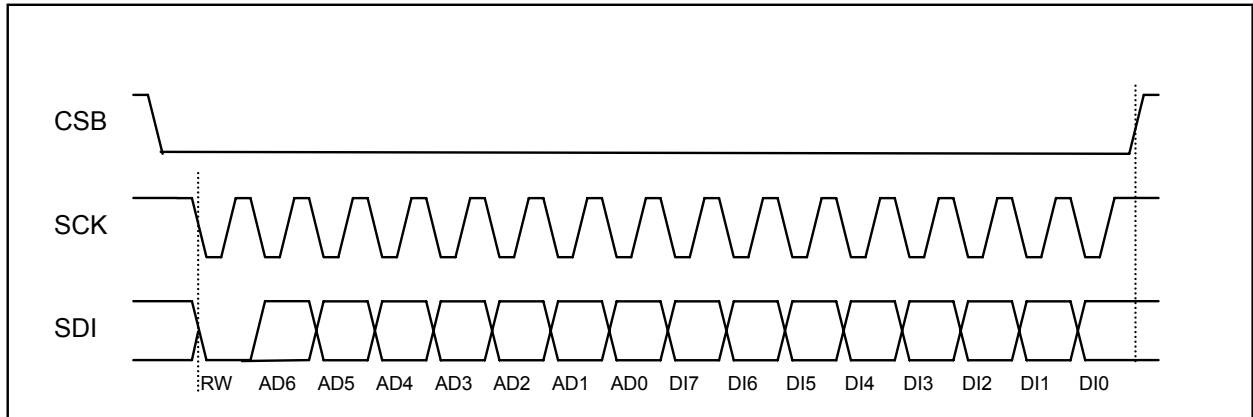 CSB
SCK
SDI
RW AD6 AD5 AD4 AD3 AD2 AD1 AD0 DI7 DI6 DI5 DI4 DI3 DI2 DI1 DI0